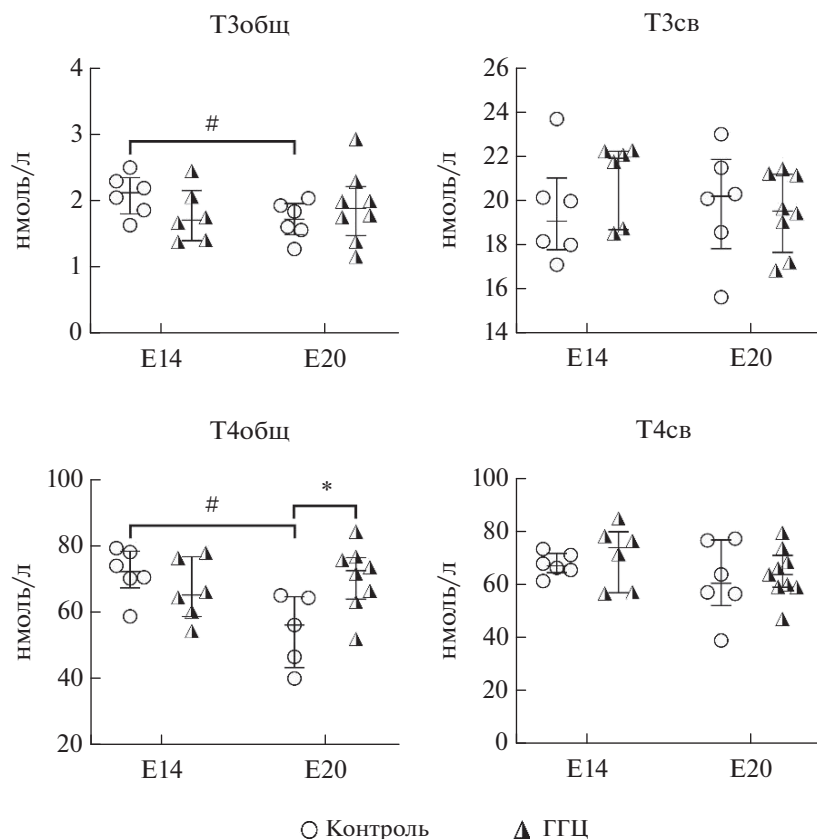 Т3общ
нмоль/л
4
3
2
1
0
#
E14
E20
Т3св
нмоль/л
26
24
22
20
18
16
14
E14
E20
Т4общ
нмоль/л
100
80
60
40
20
#
*
E14
E20
Т4св
нмоль/л
100
80
60
40
20
0
E14
E20
Контроль
ГГЦ